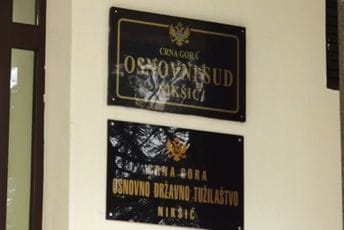 CRNA GORA
OSNOVNI SUD
NIKŠIĆ
CRNA GORA
OSNOVNO DRŽAVNO TUŽILAŠTVO
NIKŠIĆ